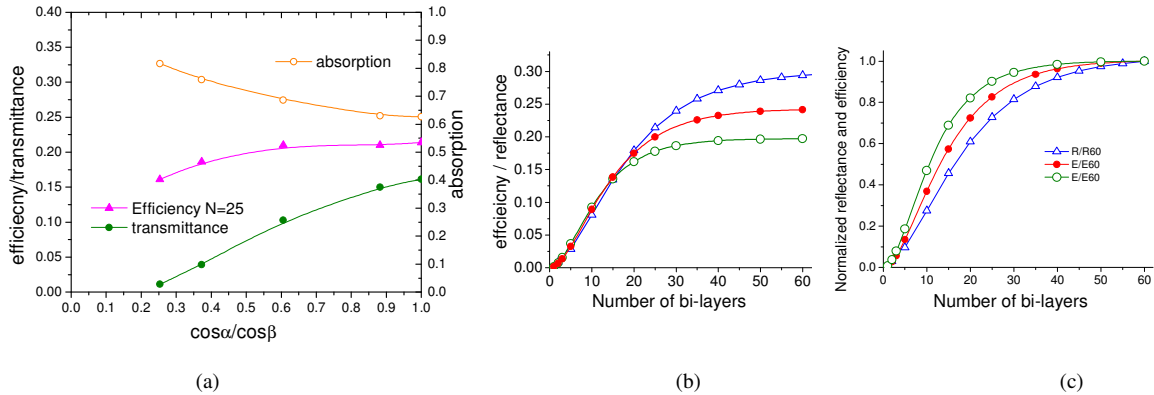 efficiecny/transmittance
0.40
0.35
0.30
0.25
0.20
0.15
0.10
0.05
0.00
absorption
Efficiency N=25
transmittance
1.0
0.9
0.8
0.7
0.6
0.5
0.4
0.3
0.2
0.1
0.0
absorption
0.0 0.1 0.2 0.3 0.4 0.5 0.6 0.7 0.8 0.9 1.0
cosα/cosβ
(a)
effcieicny / reflectance
0.30
0.25
0.20
0.15
0.10
0.05
0.00
0 10 20 30 40 50 60
Number of bi-layers
(b)
Normalized reflectance and efficiency
1.0
0.8
0.6
0.4
0.2
0.0
R/R60
E/E60
E/E60
0 10 20 30 40 50 60
Number of bi-layers
(c)